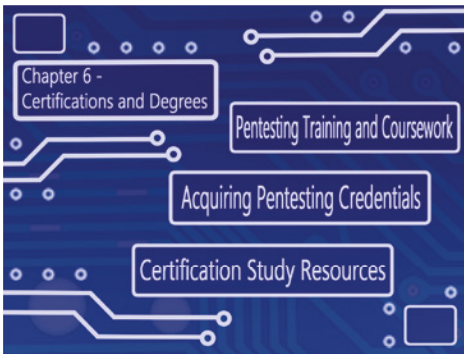 Chapter 6 -
Certifications and Degrees
Pentesting Training and Coursework
Acquiring Pentesting Credentials
Certification Study Resources